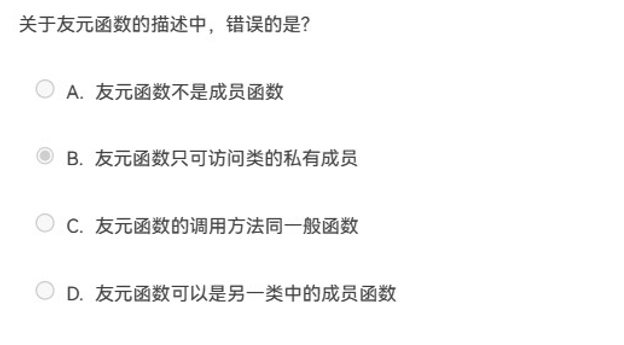 关于友元函数的描述中，错误的是?
A. 友元函数不是成员函数
B. 友元函数只可访问类的私有成员
C. 友元函数的调用方法同一般函数
D. 友元函数可以是另一类中的成员函数